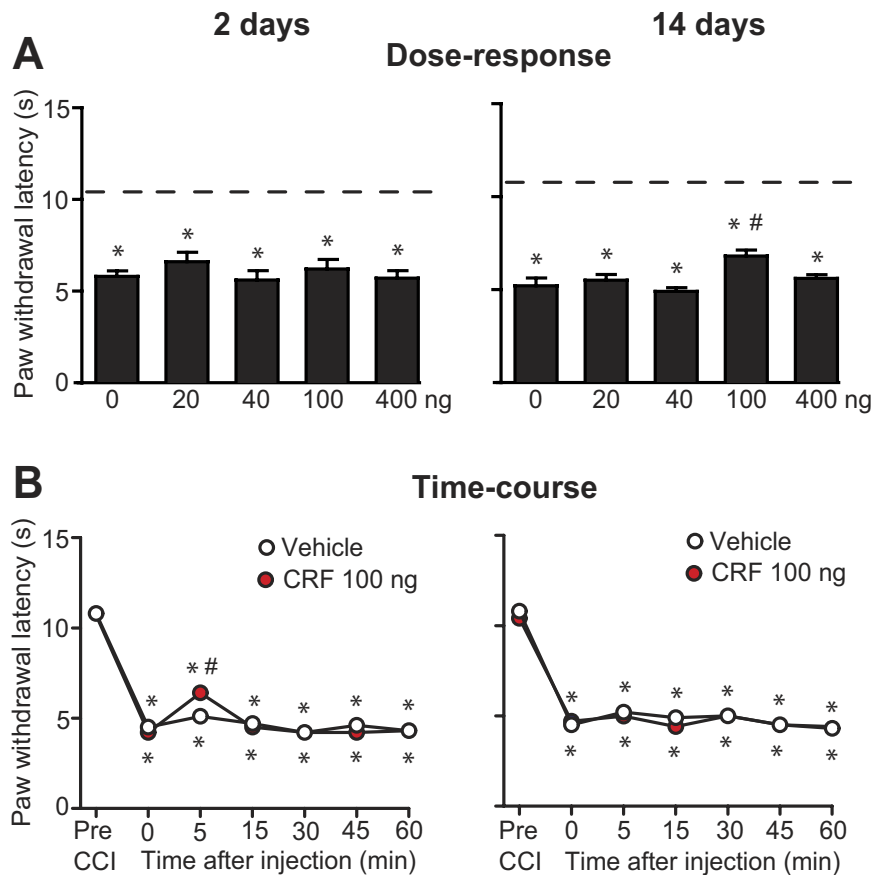 2 days 14 days
A Dose-response
Paw withdrawal latency (s)
15
10
5
0
* * * * *
* * * * # *
0 20 40 100 400 ng
0 20 40 100 400 ng
B Time-course
Paw withdrawal latency (s)
15
10
5
0
Vehicle
CRF 100 ng
Vehicle
CRF 100 ng
* * # * * * *
* * * * * *
* * * * * *
* * * * * *
Pre CCI 0 5 15 30 45 60
Time after injection (min)
Pre CCI 0 5 15 30 45 60
Time after injection (min)